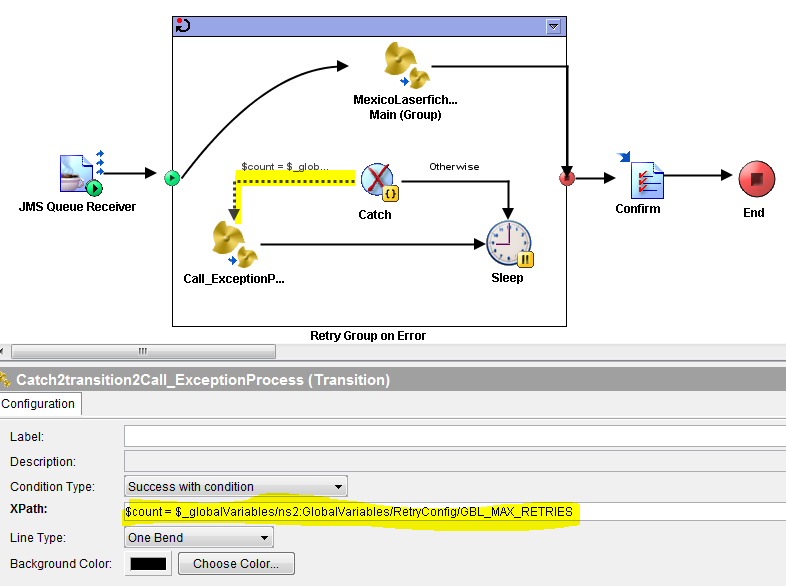 MexicoLaserfich...
Main (Group)
$count = $_glob...
Otherwise
JMS Queue Receiver
Catch
Confirm
End
Call_ExceptionP...
Sleep
Retry Group on Error
Catch2transition2Call_ExceptionProcess (Transition)
Configuration
Label:
Description:
Condition Type: Success with condition
XPath: $count = $_globalVariables/ns2:GlobalVariables/RetryConfig/GBL_MAX_RETRIES
Line Type: One Bend
Background Color: Choose Color...